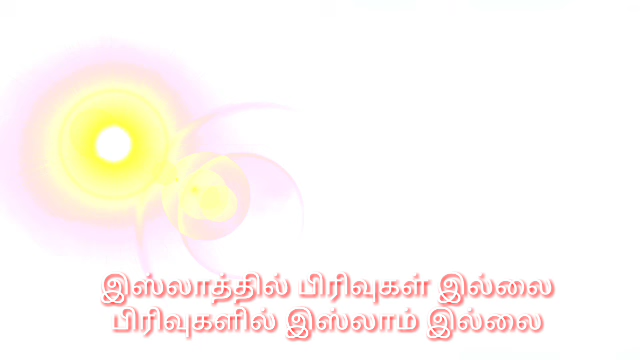 இஸ்லாத்தில் பிரிவுகள் இல்லை
பிரிவுகளில் இஸ்லாம் இல்லை